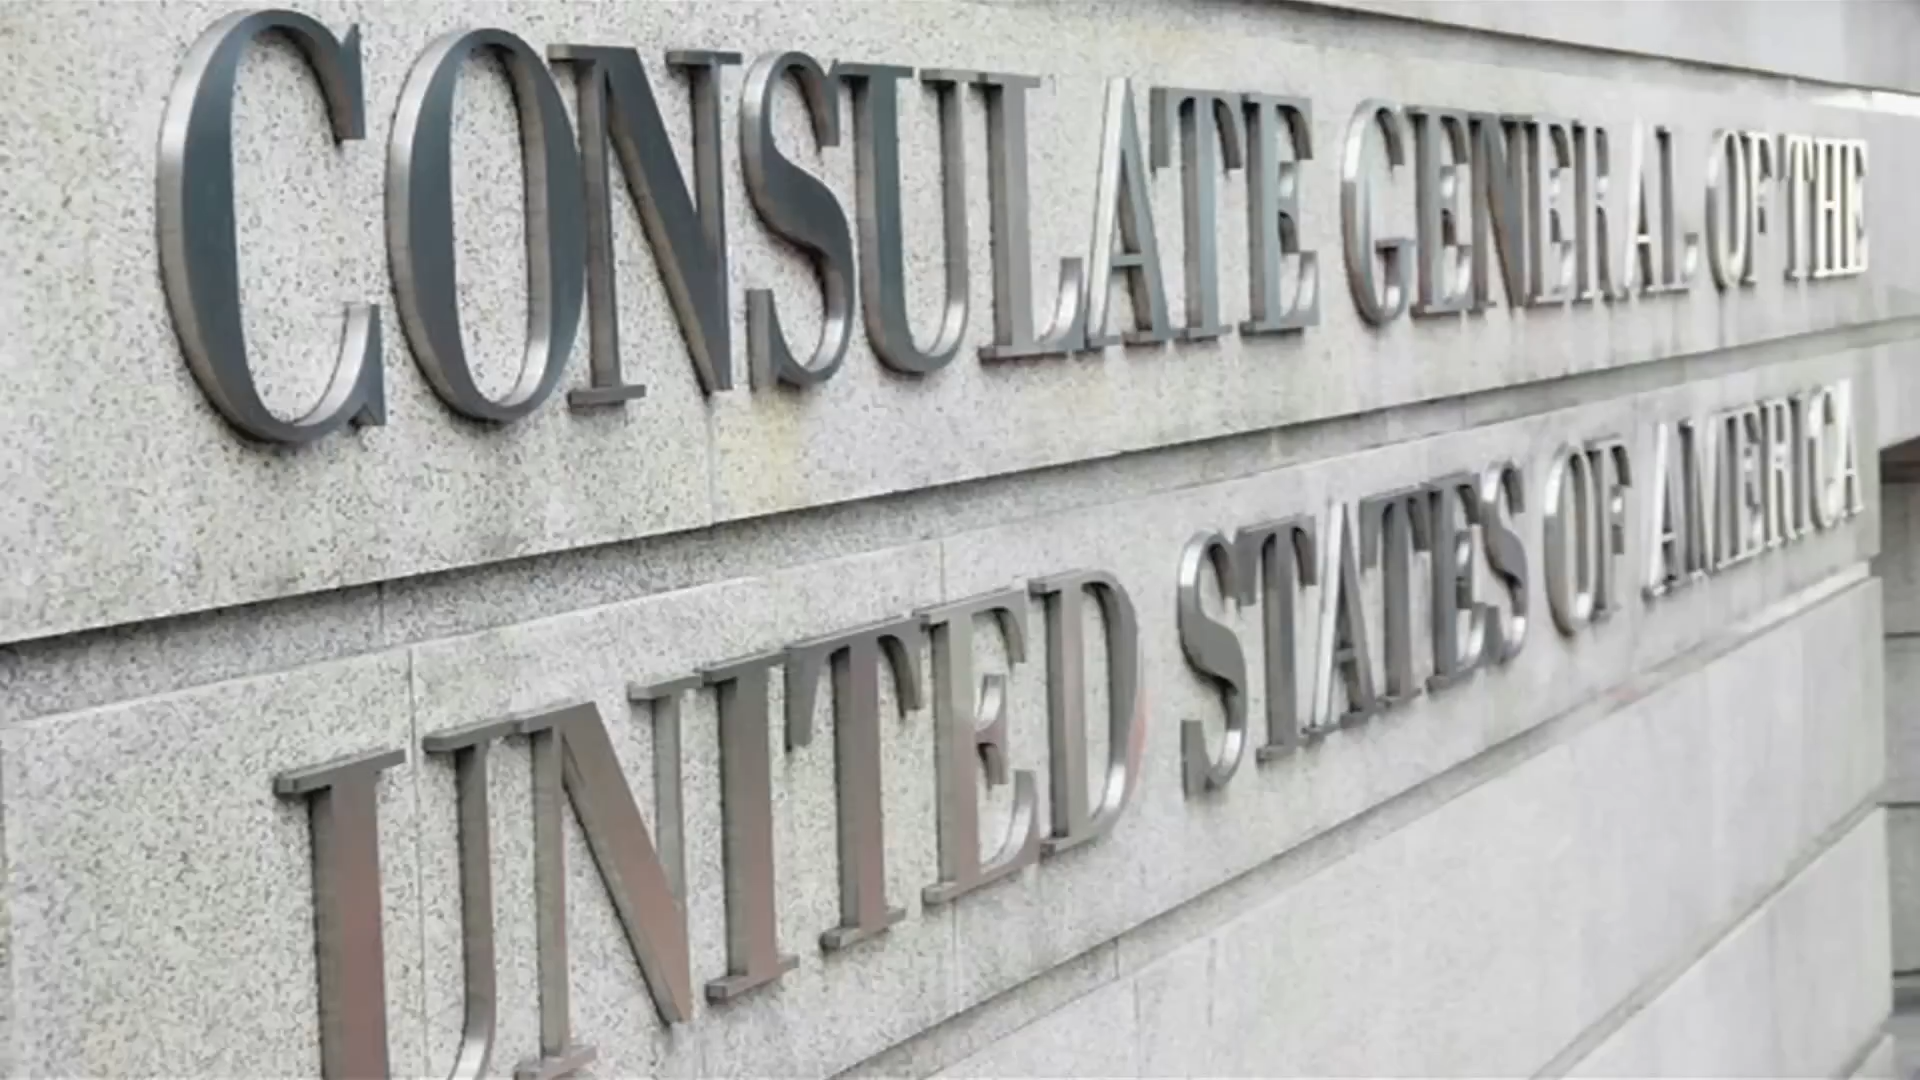 CONSULATE GENERAL OF THE
UNITED STATES OF AMERICA